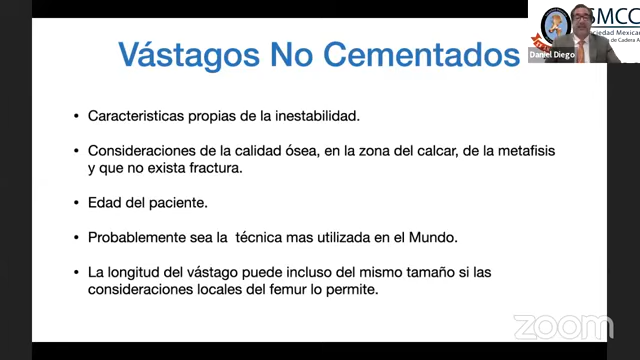 SMCC
Sociedad Mexicana
de Cadera
Daniel Diego
Vástagos No Cementados
• Caracteristicas propias de la inestabilidad.
• Consideraciones de la calidad ósea, en la zona del calcar, de la metafisis
y que no exista fractura.
• Edad del paciente.
• Probablemente sea la técnica mas utilizada en el Mundo.
• La longitud del vástago puede incluso del mismo tamaño si las
consideraciones locales del femur lo permite.
zoom